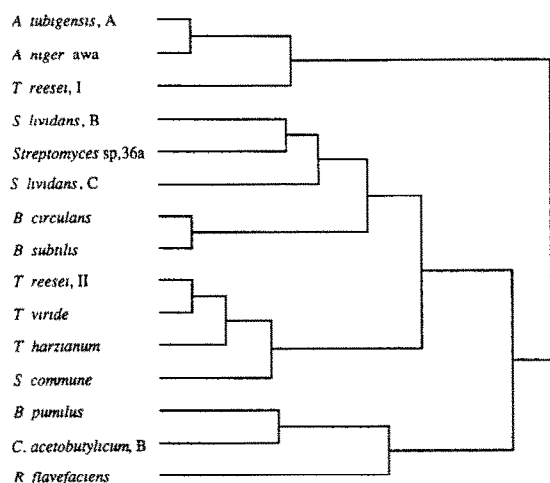 A tubigensis, A
A niger awa
T reesei, I
S lividans, B
Streptomyces sp,36a
S lividans, C
B circulans
B subtilis
T reesei, II
T viride
T harzianum
S commune
B pumilus
C. acetobutylicum, B
R flavefaciens